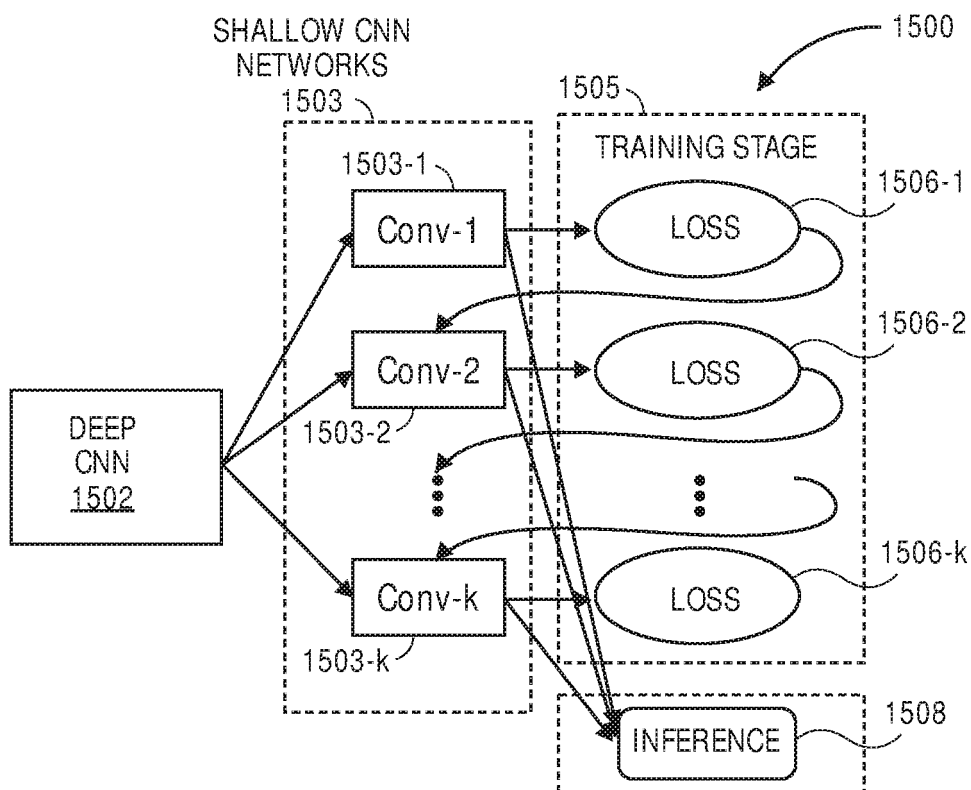 SHALLOW CNN
NETWORKS
1503
1500
1505
TRAINING STAGE
1503-1
Conv-1
LOSS
1506-1
Conv-2
1503-2
LOSS
1506-2
DEEP
CNN
1502
Conv-k
1503-k
LOSS
1506-k
INFERENCE
1508